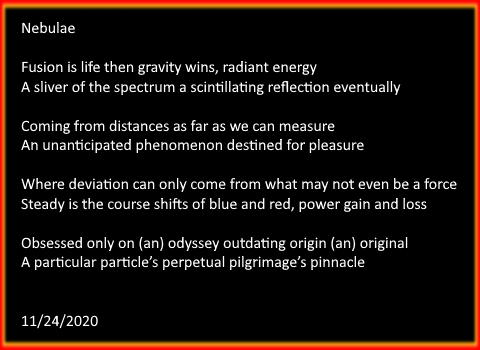 Nebulae
Fusion is life then gravity wins, radiant energy
A sliver of the spectrum a scintillating reflection eventually
Coming from distances as far as we can measure
An unanticipated phenomenon destined for pleasure
Where deviation can only come from what may not even be a force
Steady is the course shifts of blue and red, power gain and loss
Obsessed only on (an) odyssey outdating origin (an) original
A particular particle’s perpetual pilgrimage’s pinnacle
11/24/2020